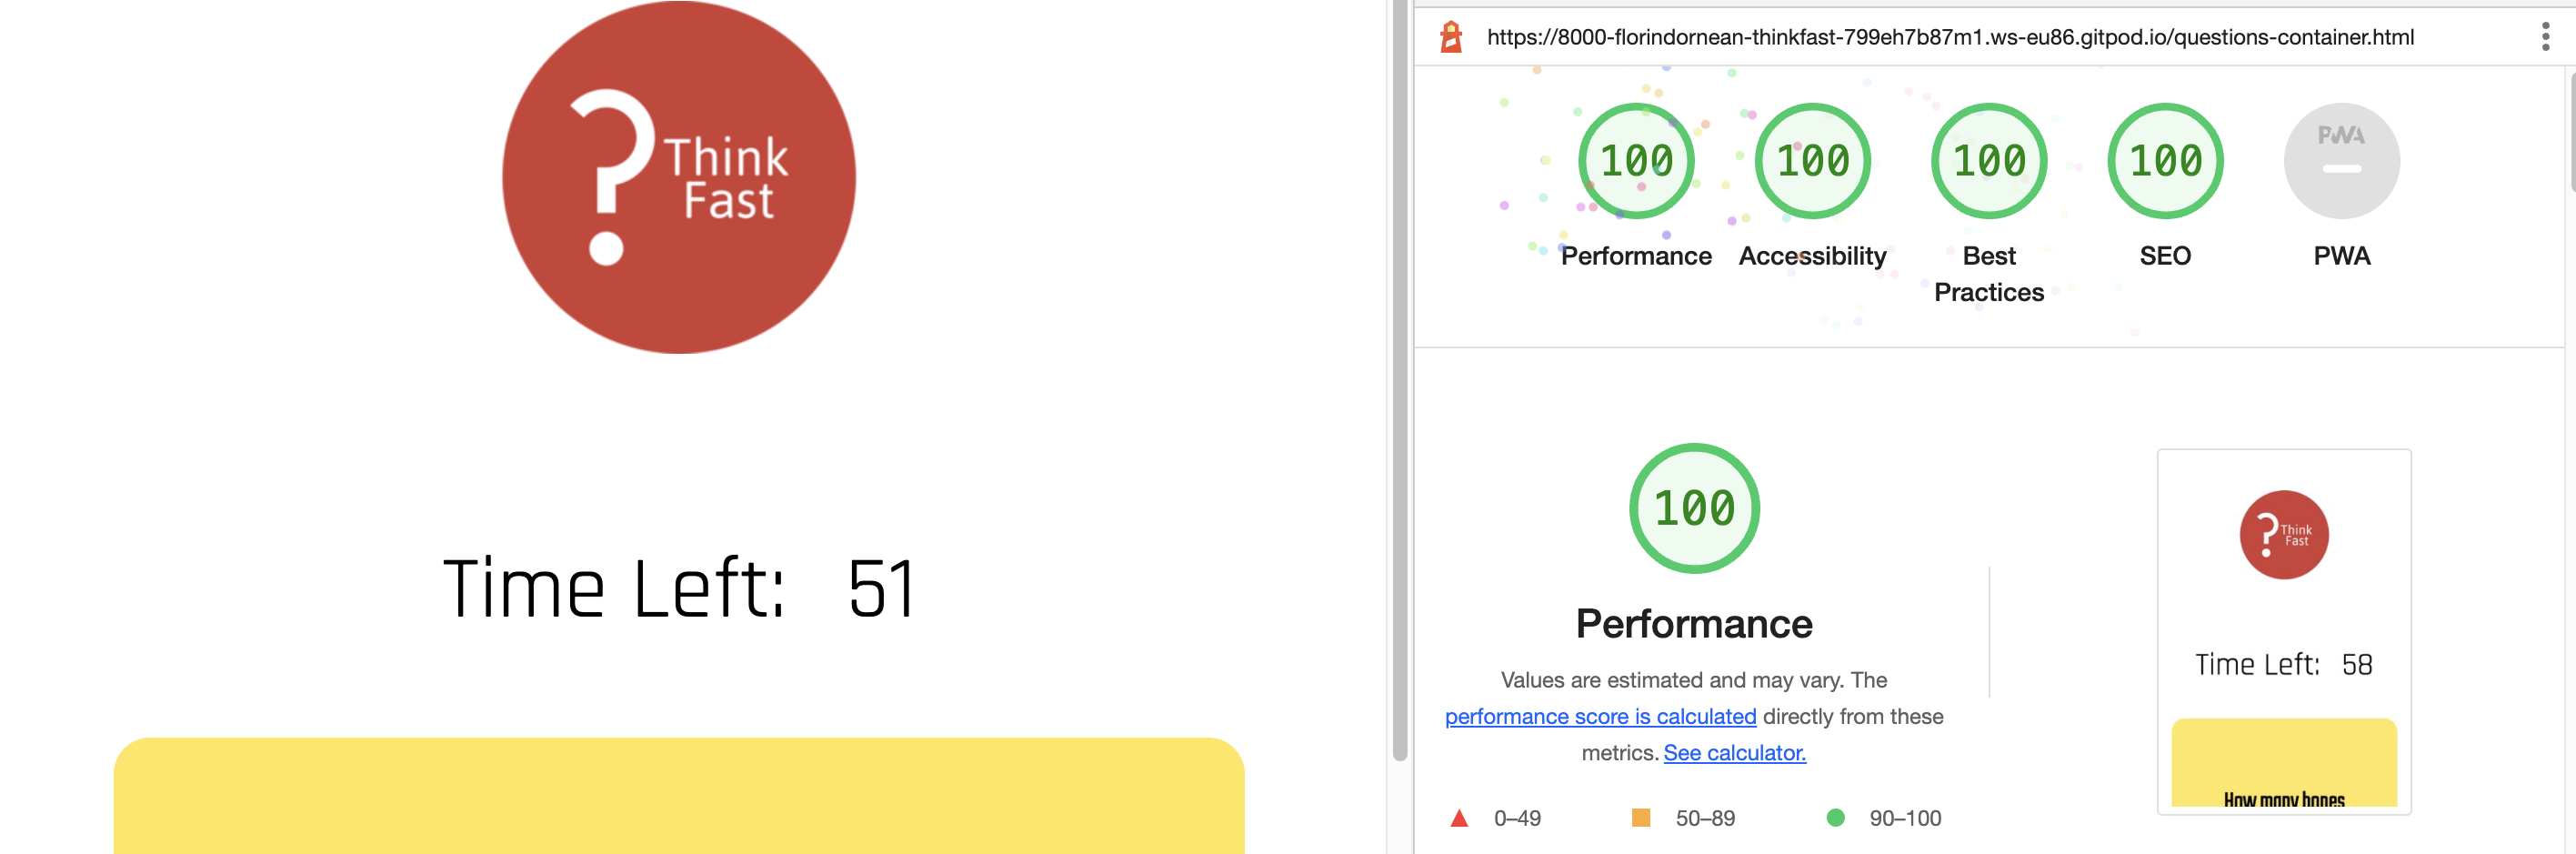 ?
Think
Fast
Time Left: 51
https://8000-florindornean-thinkfast-799eh7b87m1.ws-eu86.gitpod.io/questions-container.html
100
100
100
100
PWA
Performance
Accessibility
Best
Practices
SEO
PWA
100
Performance
Values are estimated and may vary. The
performance score is calculated directly from these
metrics. See calculator.
0–49
50–89
90–100
?
Think
Fast
Time Left: 58
How many bones